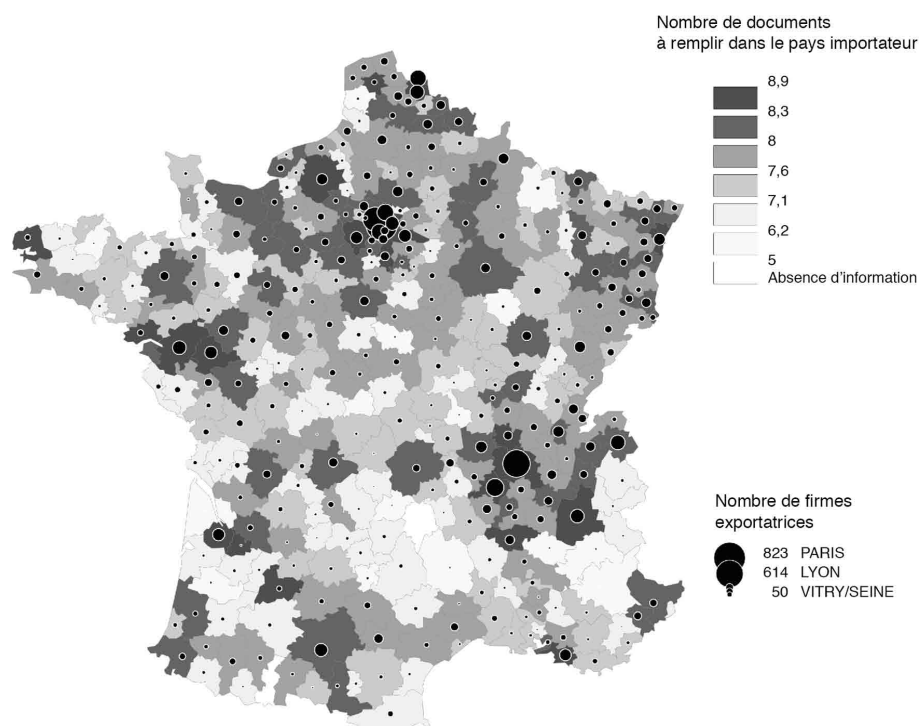 Nombre de documents
à remplir dans le pays importateur
8,9
8,3
8
7,6
7,1
6,2
5
Absence d'information
Nombre de firmes
exportatrices
823 PARIS
614 LYON
50 VITRY/SEINE